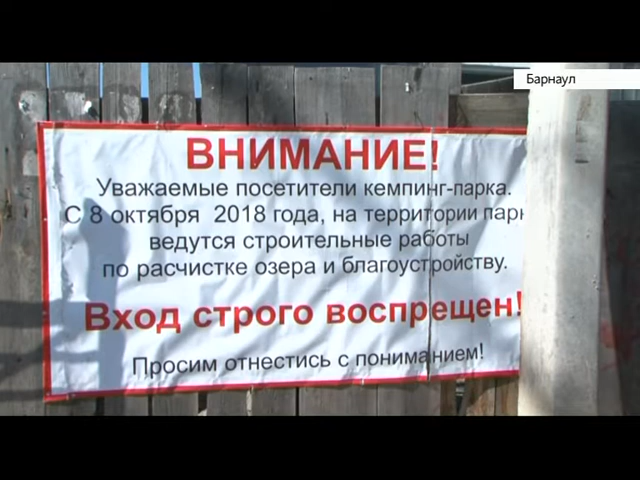 Барнаул
ВНИМАНИЕ!
Уважаемые посетители кемпинг-парка.
С 8 октября 2018 года, на территории парк
ведутся строительные работы
по расчистке озера и благоустройству.
Вход строго воспрещен!
Просим отнестись с пониманием!